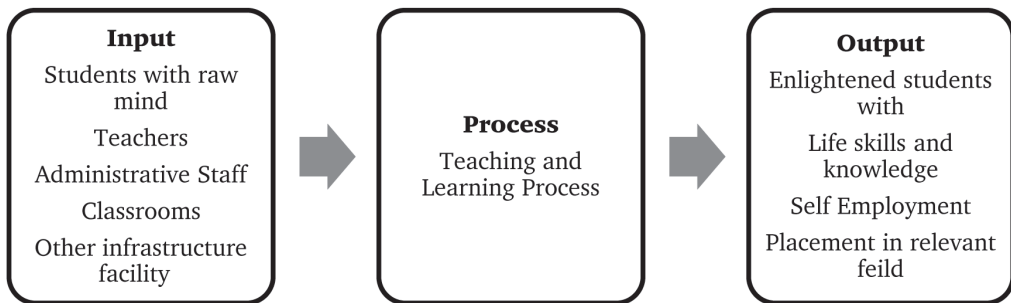 Input
Students with raw
mind
Teachers
Administrative Staff
Classrooms
Other infrastructure
facility
Process
Teaching and
Learning Process
Output
Enlightened students
with
Life skills and
knowledge
Self Employment
Placement in relevant
feild